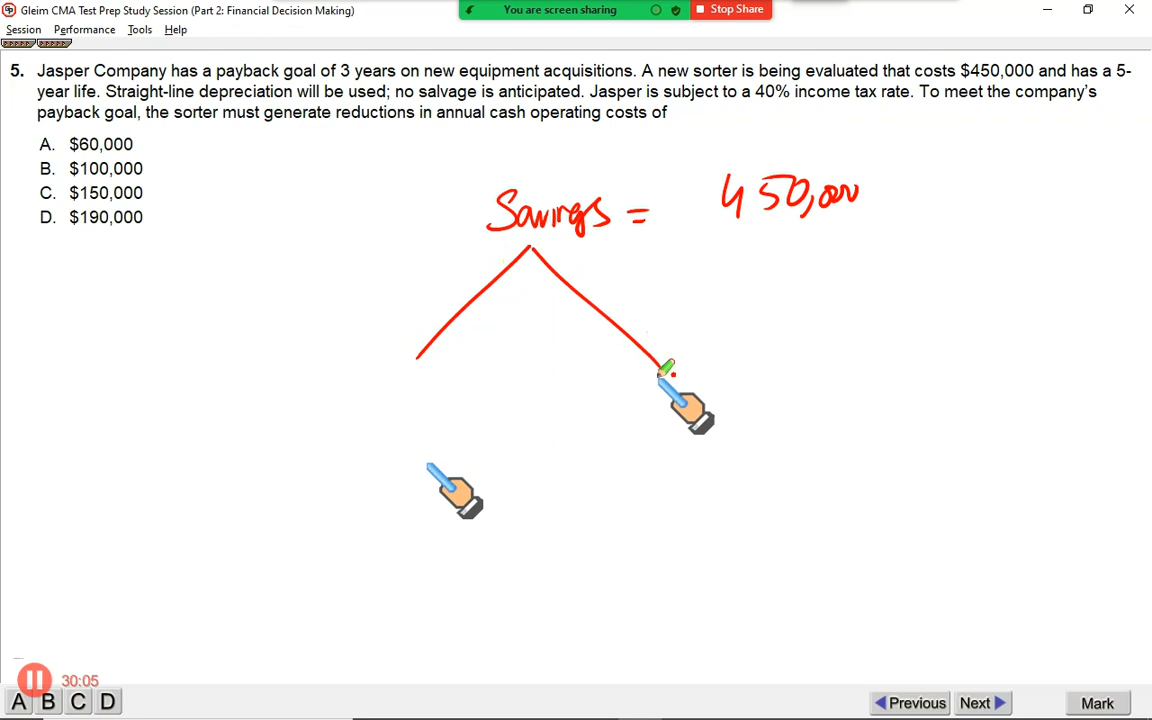 Gleim CMA Test Prep Study Session (Part 2: Financial Decision Making)
You are screen sharing
Stop Share
Session Performance Tools Help
5. Jasper Company has a payback goal of 3 years on new equipment acquisitions. A new sorter is being evaluated that costs $450,000 and has a 5-
year life. Straight-line depreciation will be used; no salvage is anticipated. Jasper is subject to a 40% income tax rate. To meet the company's
payback goal, the sorter must generate reductions in annual cash operating costs of
A. $60,000
B. $100,000
C. $150,000
D. $190,000
Savings = 450,000
30:05
A B C D
Previous Next Mark